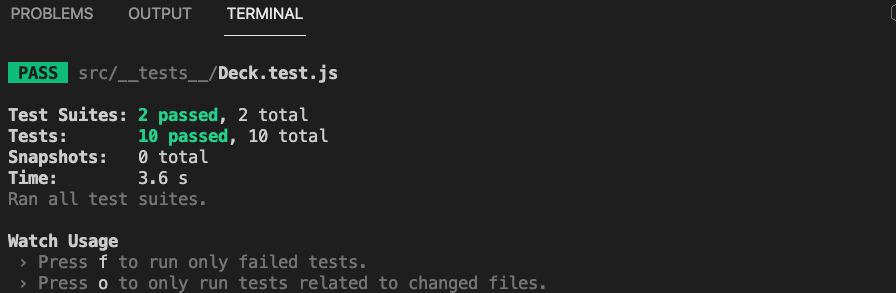 PROBLEMS OUTPUT TERMINAL
PASS src/__tests__/Deck.test.js
Test Suites: 2 passed, 2 total
Tests: 10 passed, 10 total
Snapshots: 0 total
Time: 3.6 s
Ran all test suites.
Watch Usage
› Press f to run only failed tests.
› Press o to only run tests related to changed files.